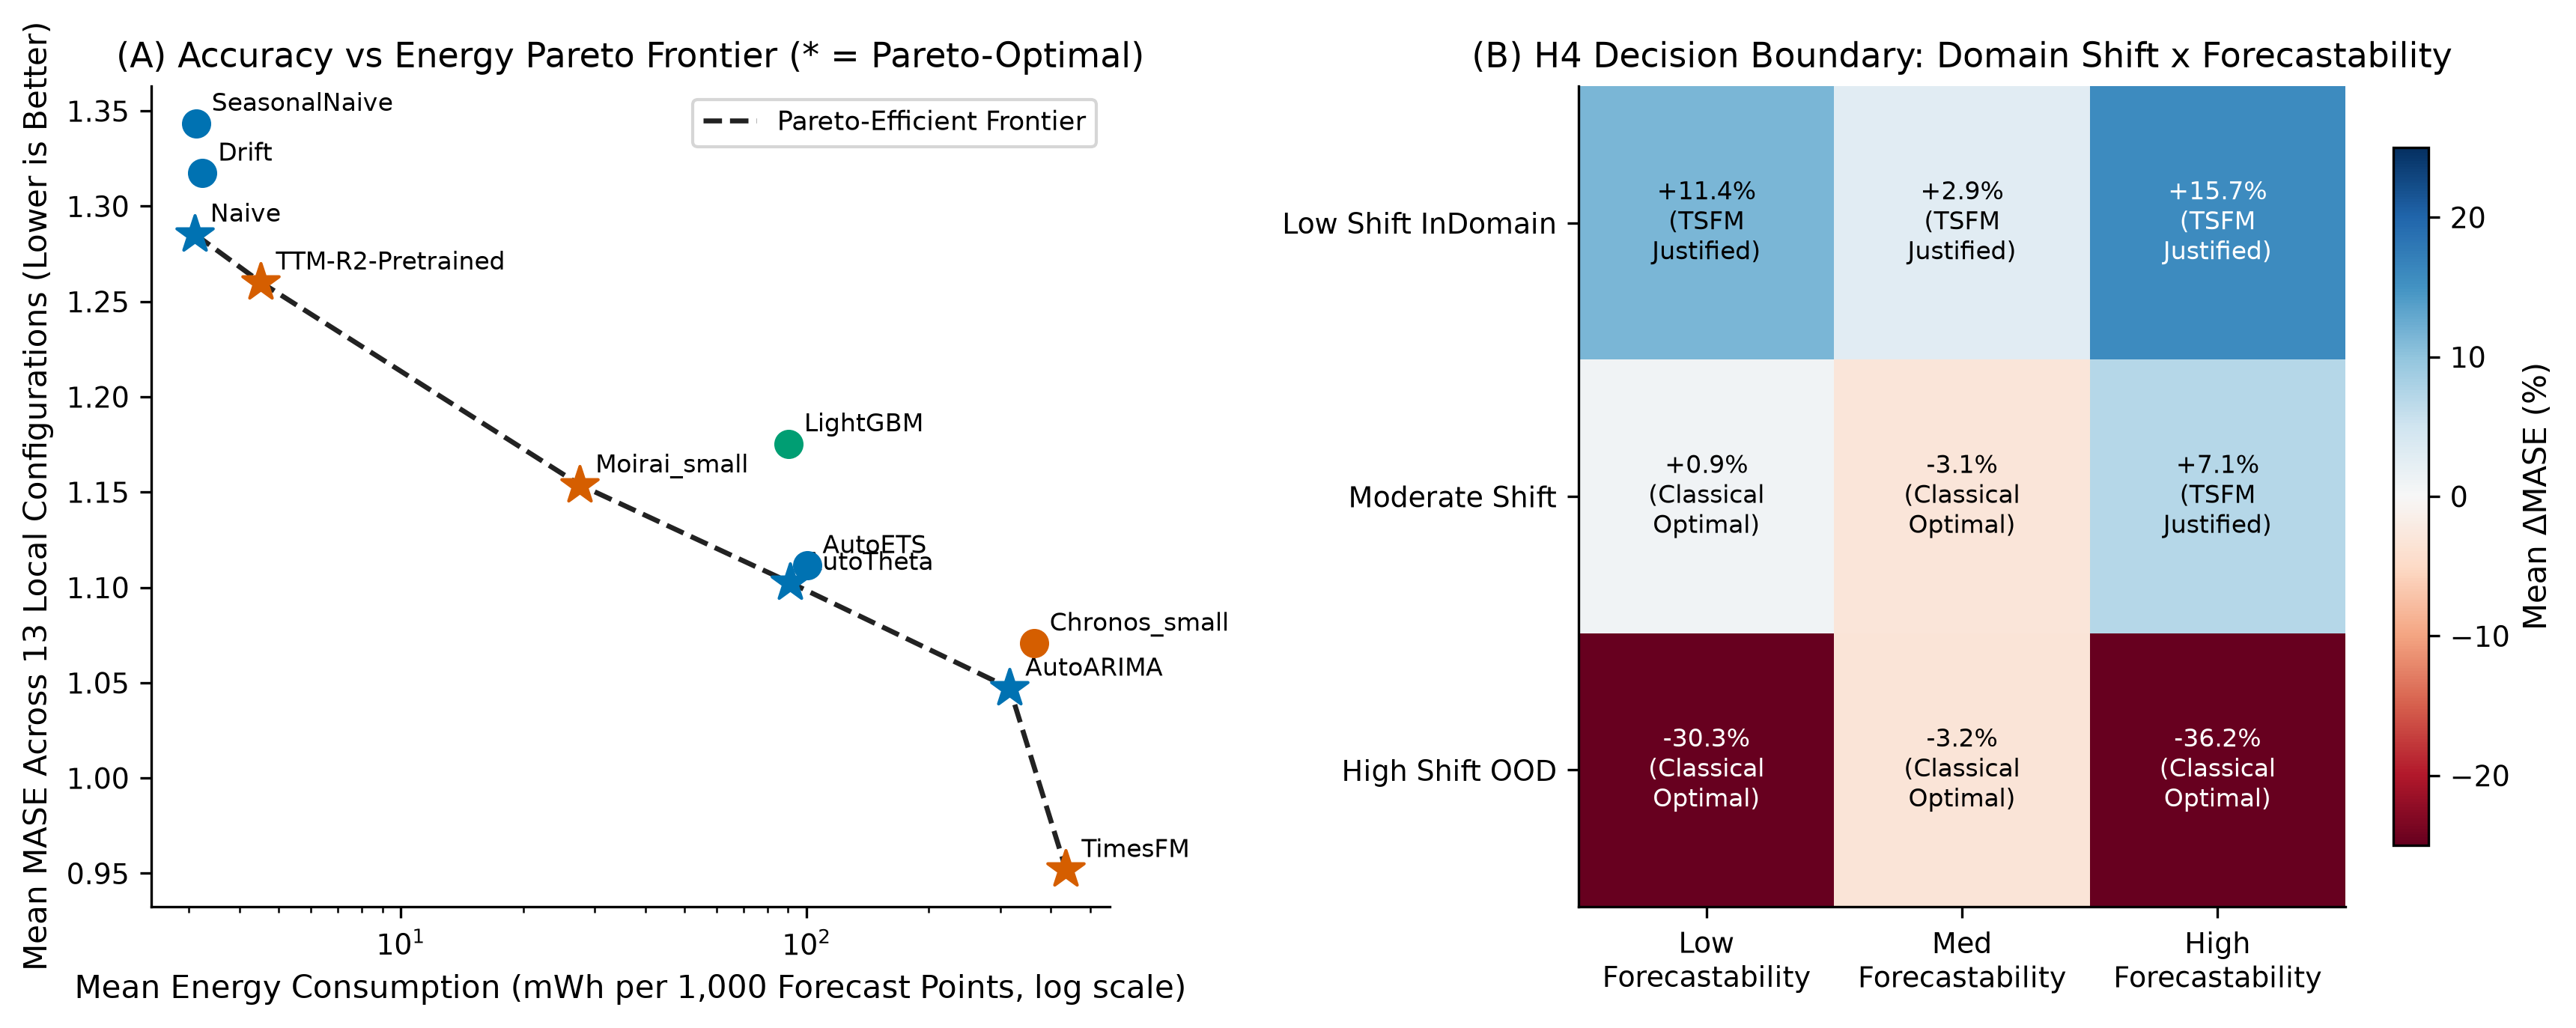 (A) Accuracy vs Energy Pareto Frontier (* = Pareto-Optimal)
Mean MASE Across 13 Local Configurations (Lower is Better)
1.35
1.30
1.25
1.20
1.15
1.10
1.05
1.00
0.95
SeasonalNaive
Drift
Naive
TTM-R2-Pretrained
Pareto-Efficient Frontier
LightGBM
Moirai_small
AutoETS
utoTheta
Chronos_small
AutoARIMA
TimesFM
10¹
10²
Mean Energy Consumption (mWh per 1,000 Forecast Points, log scale)
(B) H4 Decision Boundary: Domain Shift x Forecastability
Low Shift InDomain
+11.4%
(TSFM
Justified)
+2.9%
(TSFM
Justified)
+15.7%
(TSFM
Justified)
Moderate Shift
+0.9%
(Classical
Optimal)
-3.1%
(Classical
Optimal)
+7.1%
(TSFM
Justified)
High Shift OOD
-30.3%
(Classical
Optimal)
-3.2%
(Classical
Optimal)
-36.2%
(Classical
Optimal)
Low
Forecastability
Med
Forecastability
High
Forecastability
20
10
0
−10
−20
Mean ΔMASE (%)